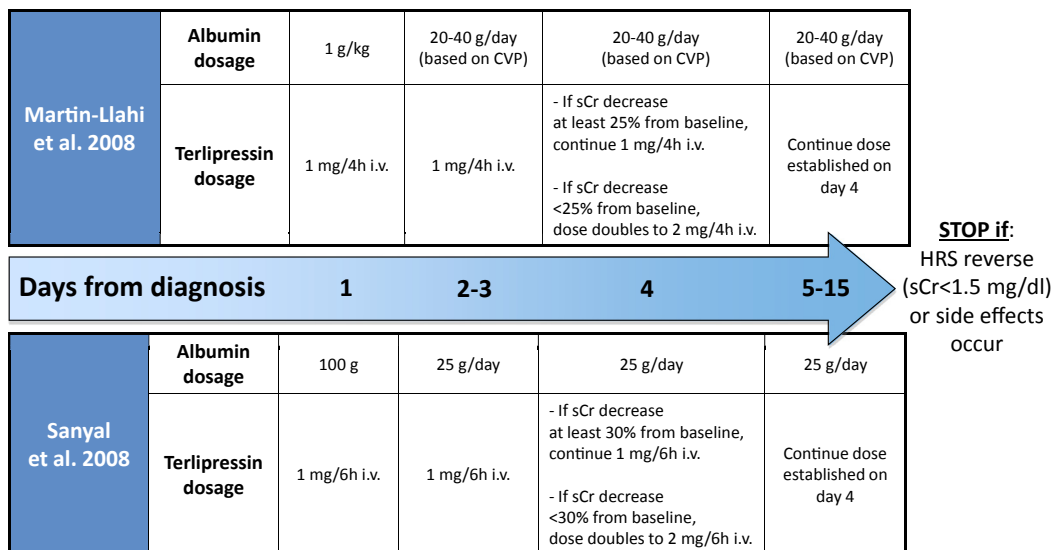 Martin-Llahi
et al. 2008
Albumin
dosage
1 g/kg
20-40 g/day
(based on CVP)
20-40 g/day
(based on CVP)
20-40 g/day
(based on CVP)
Terlipressin
dosage
1 mg/4h i.v.
1 mg/4h i.v.
- If sCr decrease
at least 25% from baseline,
continue 1 mg/4h i.v.
- If sCr decrease
<25% from baseline,
dose doubles to 2 mg/4h i.v.
Continue dose
established on
day 4
Days from diagnosis
1
2-3
4
5-15
STOP if:
HRS reverse
(sCr<1.5 mg/dl)
or side effects
occur
Sanyal
et al. 2008
Albumin
dosage
100 g
25 g/day
25 g/day
25 g/day
Terlipressin
dosage
1 mg/6h i.v.
1 mg/6h i.v.
- If sCr decrease
at least 30% from baseline,
continue 1 mg/6h i.v.
- If sCr decrease
<30% from baseline,
dose doubles to 2 mg/6h i.v.
Continue dose
established on
day 4